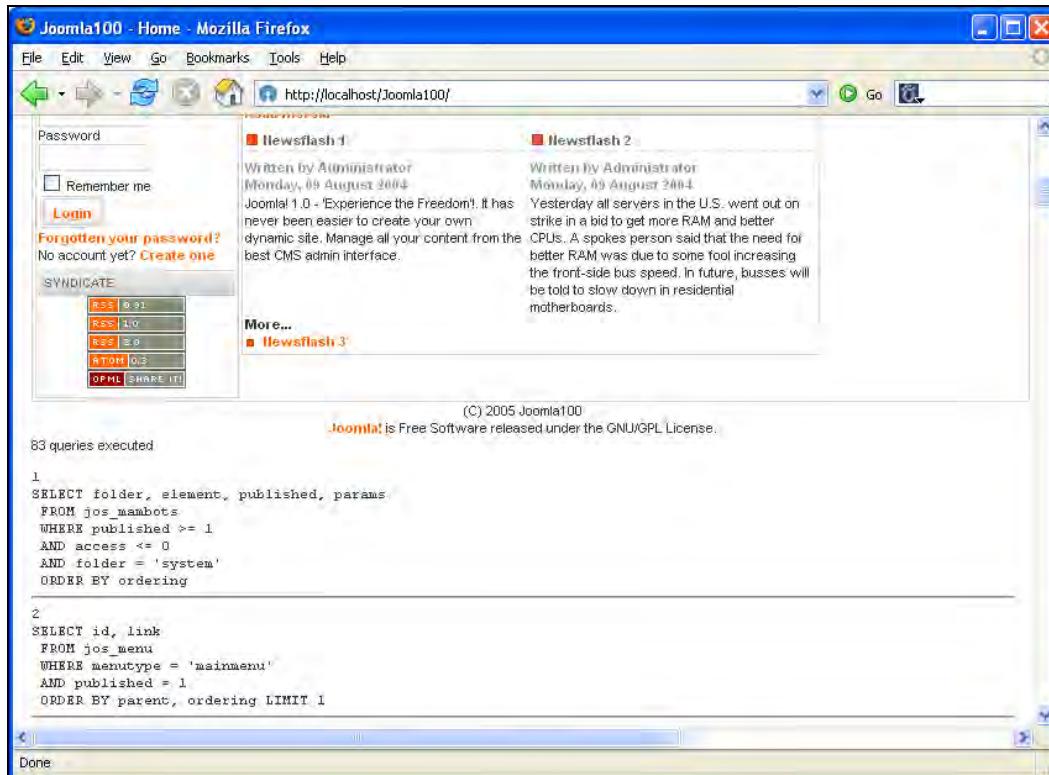 Joomla100 - Home - Mozilla Firefox
File Edit View Go Bookmarks Tools Help
http://localhost/Joomla100/
Go
Password
Remember me
Login
Forgotten your password?
No account yet? Create one
SYNDICATE
RSS 0.91
RSS 1.0
RSS 2.0
ATOM 0.3
OPML SHARE IT!
Newsflash 1
Written by Administrator
Monday, 09 August 2004
Joomla! 1.0 - 'Experience the Freedom'!. It has
never been easier to create your own
dynamic site. Manage all your content from the
best CMS admin interface.
Newsflash 2
Written by Administrator
Monday, 09 August 2004
Yesterday all servers in the U.S. went out on
strike in a bid to get more RAM and better
CPUs. A spokes person said that the need for
better RAM was due to some fool increasing
the front-side bus speed. In future, busses will
be told to slow down in residential
motherboards.
More...
Newsflash 3
(C) 2005 Joomla100
Joomla! is Free Software released under the GNU/GPL License.
83 queries executed
1
SELECT folder, element, published, params
FROM jos_mambots
WHERE published >= 1
AND access <= 0
AND folder = 'system'
ORDER BY ordering
2
SELECT id, link
FROM jos_menu
WHERE menutype = 'mainmenu'
AND published = 1
ORDER BY parent, ordering LIMIT 1
Done